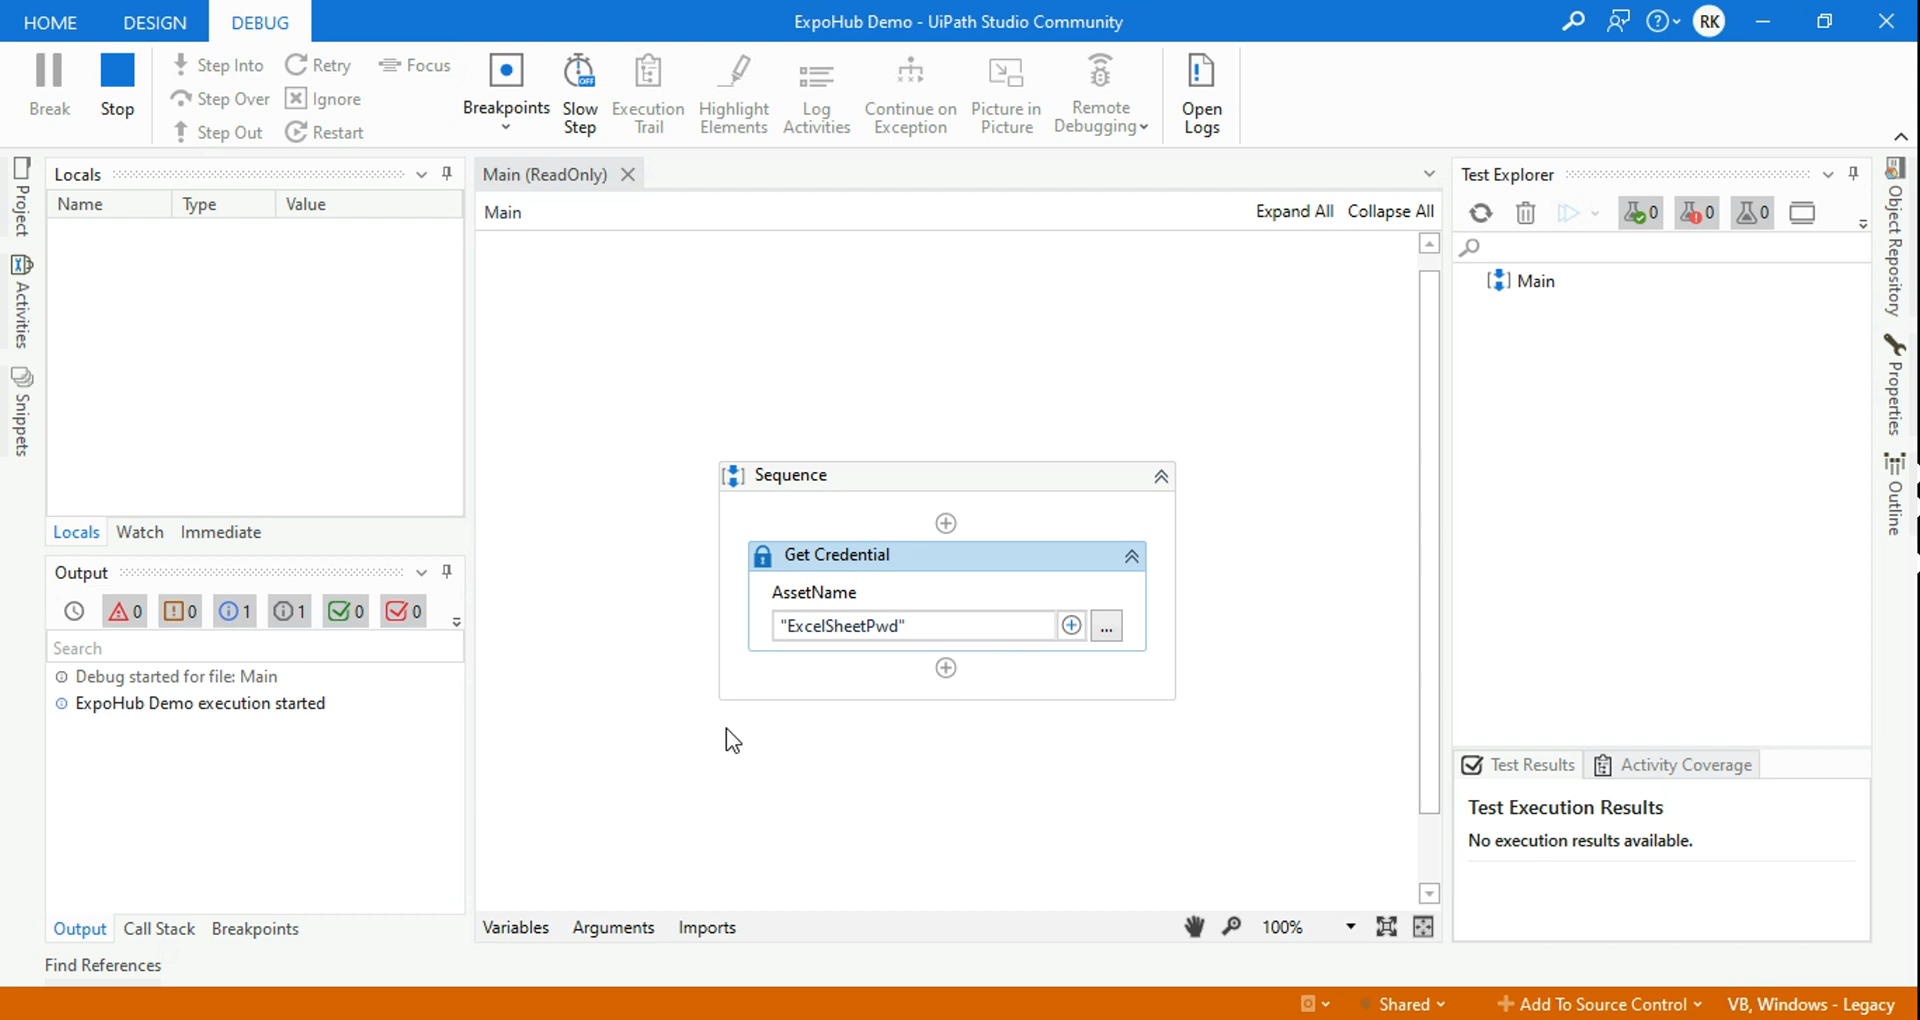 HOME DESIGN DEBUG ExpoHub Demo - UiPath Studio Community RK
Break
Stop
Step Into
Step Over
Step Out
Retry
Ignore
Restart
Focus
Breakpoints
OFF
Slow
Step
Execution
Trail
Highlight
Elements
Log
Activities
Continue on
Exception
Picture in
Picture
Remote
Debugging
Open
Logs
Project
Activities
Snippets
Locals
Name Type Value
Locals Watch Immediate
Output
0 0 1 1 0 0
Search
Debug started for file: Main
ExpoHub Demo execution started
Output Call Stack Breakpoints
Find References
Main (ReadOnly)
Main Expand All Collapse All
Sequence
Get Credential
AssetName
"ExcelSheetPwd" ...
Variables Arguments Imports 100%
Test Explorer
0 0 0
Main
Test Results Activity Coverage
Test Execution Results
No execution results available.
Object Repository
Properties
Outline
Shared Add To Source Control VB, Windows - Legacy